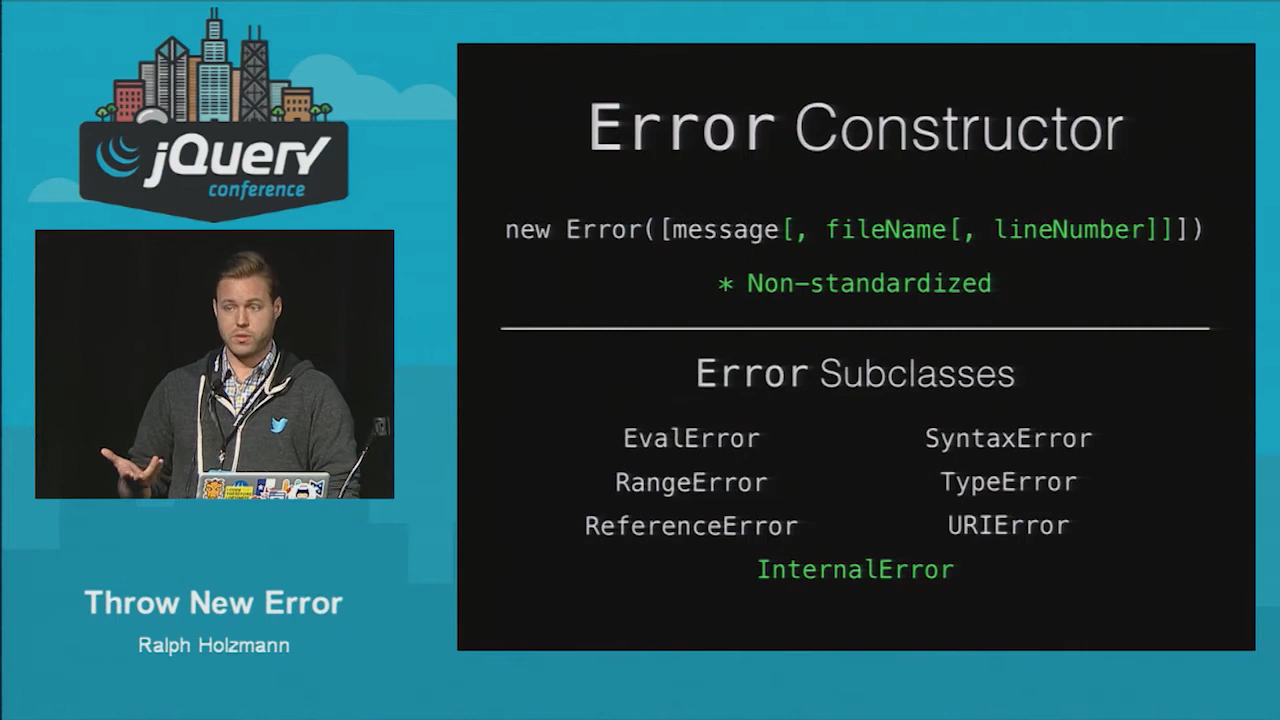 jQuery
conference
Throw New Error
Ralph Holzmann
Error Constructor
new Error([message[, fileName[, lineNumber]]])
* Non-standardized
Error Subclasses
EvalError SyntaxError
RangeError TypeError
ReferenceError URIError
InternalError